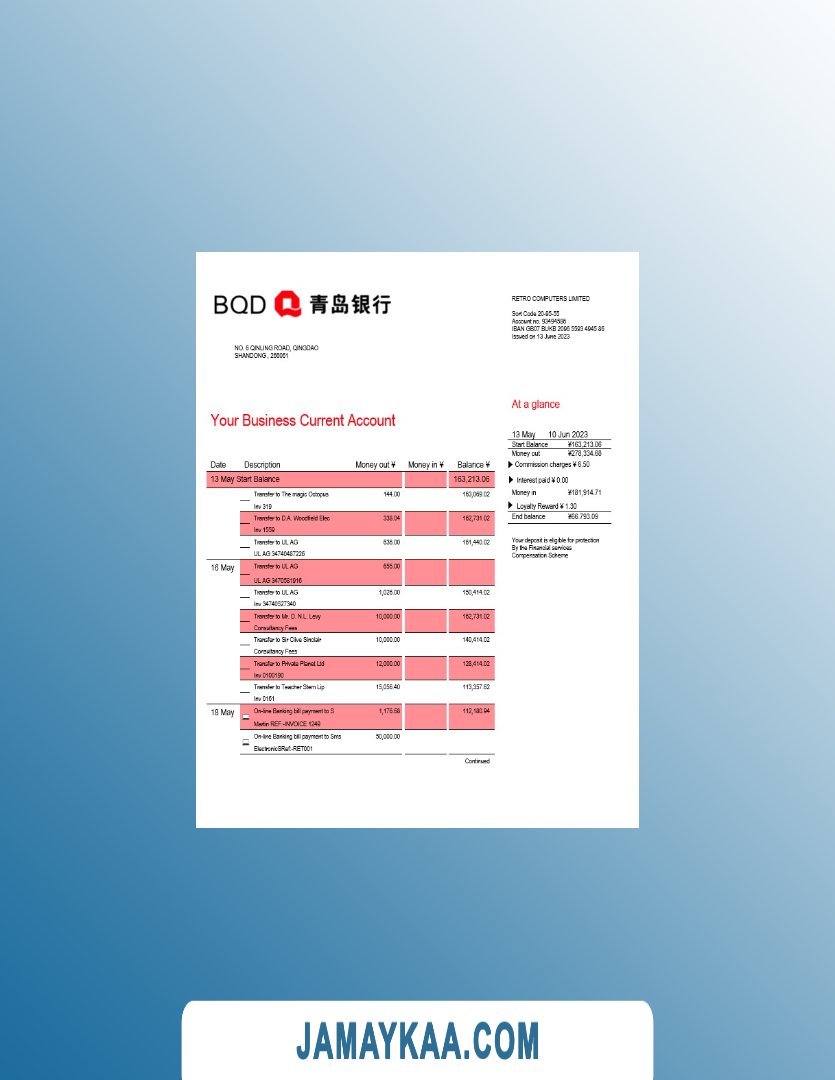 BQD 青岛银行
RETRO COMPUTERS LIMITED
Sort Code 20-95-55
Account no. 93494585
IBAN GB07 BUKB 2095 5593 4945 85
Issued on 13 June 2023
NO. 6 QINLING ROAD, QINGDAO
SHANDONG , 266061
At a glance
Your Business Current Account
13 May 10 Jun 2023
Start Balance ¥163,213.06
Money out ¥278,334.68
Commission charges ¥ 6.50
Interest paid ¥ 0.00
Money in ¥181,914.71
Loyalty Reward ¥ 1.30
End balance ¥66.793.09
Your deposit is eligible for protection
By the Financial services
Compensation Scheme
Date Description Money out ¥ Money in ¥ Balance ¥
13 May Start Balance 163,213.06
Transfer to The magic Octopus 144.00 163,069.02
Inv 319
Transfer to D.A. Woodfield Elec 338.04 162,731.02
Inv 1559
Transfer to UL AG 636.00 161,440.02
UL AG 34740487225
16 May Transfer to UL AG 655.00
UL AG 3470581916
Transfer to UL AG 1,026.00 150,414.02
Inv 34740527340
Transfer to Mr. D. N.L. Levy 10,000.00 162,731.02
Consultancy Fees
Transfer to Sir Clive Sinclair 10,000.00 140,414.02
Consultancy Fees
Transfer to Private Planet Ltd 12,000.00 128,414.02
Inv 0100190
Transfer to Teacher Stern Lip 15,056.40 113,357.62
Inv 0161
19 May On-line Banking bill payment to S 1,176.68 112,180.94
Martin REF:-INVOICE 1249
On-line Banking bill payment to Sms 50,000.00
ElectronicSRef:-RET001
Continued
JAMAYKAA.COM